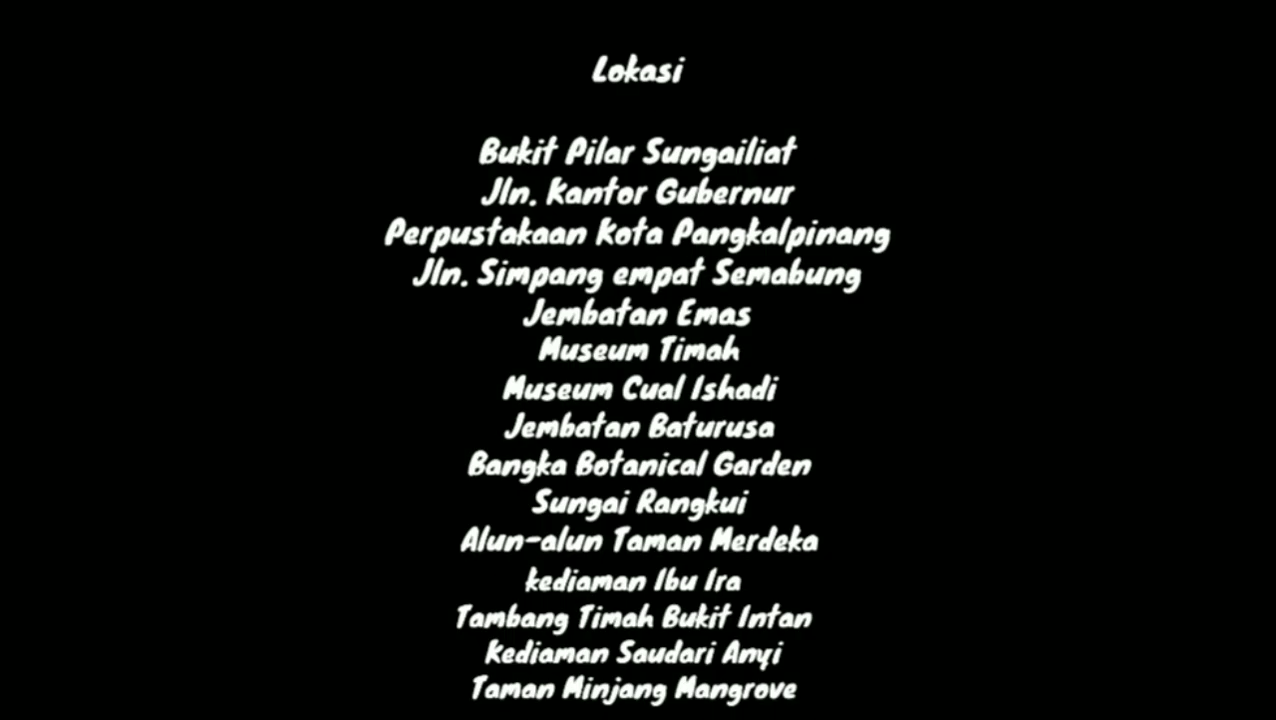 Lokasi
Bukit Pilar Sungailiat
Jln. Kantor Gubernur
Perpustakaan Kota Pangkalpinang
Jln. Simpang empat Semabung
Jembatan Emas
Museum Timah
Museum Cual Ishadi
Jembatan Baturusa
Bangka Botanical Garden
Sungai Rangkui
Alun-alun Taman Merdeka
kediaman Ibu Ira
Tambang Timah Bukit Intan
Kediaman Saudari Anyi
Taman Minjang Mangrove